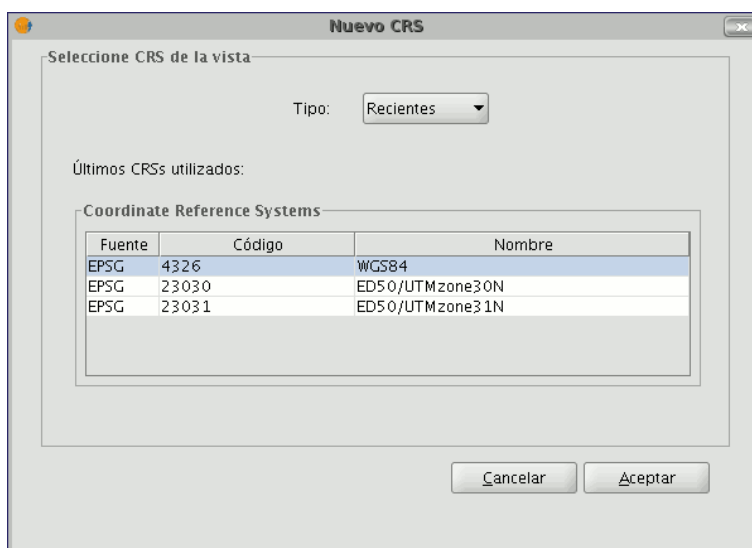 Nuevo CRS
Seleccione CRS de la vista
Tipo: Recientes
Últimos CRSs utilizados:
Coordinate Reference Systems
Fuente Código Nombre
EPSG 4326 WGS84
EPSG 23030 ED50/UTMzone30N
EPSG 23031 ED50/UTMzone31N
Cancelar Aceptar